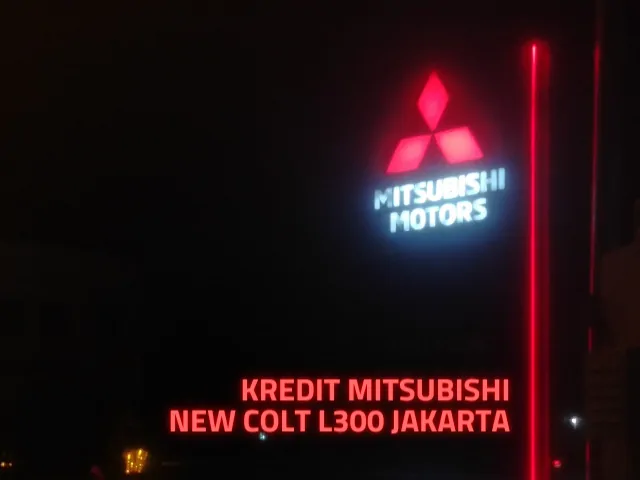 MITSUBISHI
MOTORS
KREDIT MITSUBISHI
NEW COLT L300 JAKARTA